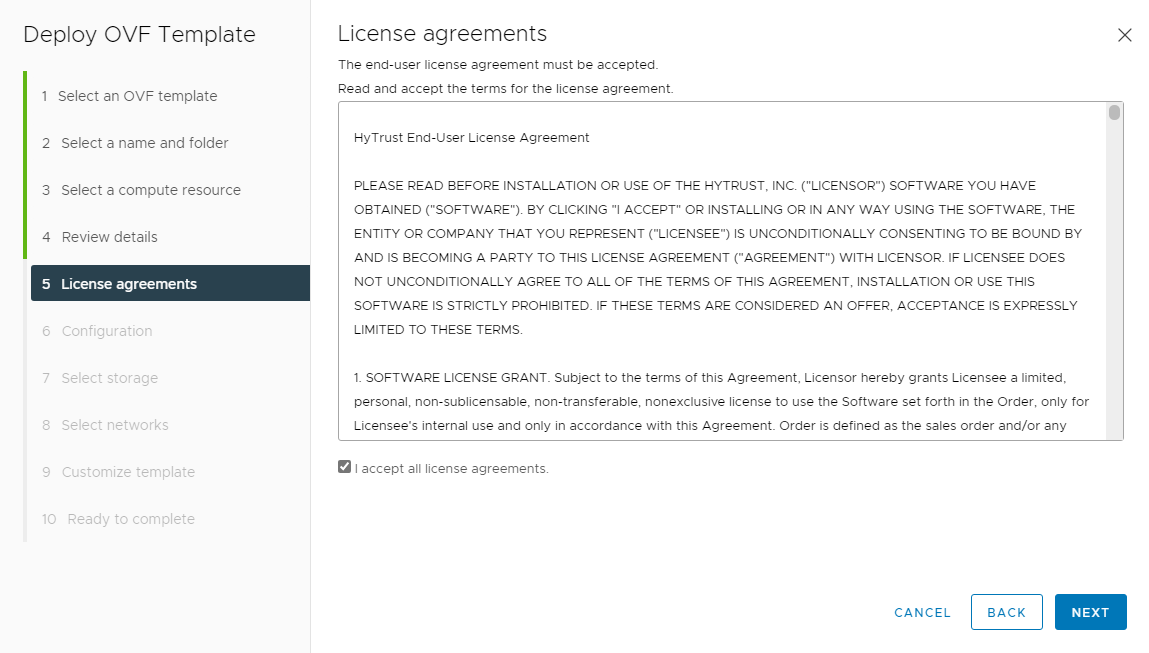 Deploy OVF Template
1 Select an OVF template
2 Select a name and folder
3 Select a compute resource
4 Review details
5 License agreements
6 Configuration
7 Select storage
8 Select networks
9 Customize template
10 Ready to complete
License agreements
The end-user license agreement must be accepted.
Read and accept the terms for the license agreement.
HyTrust End-User License Agreement
PLEASE READ BEFORE INSTALLATION OR USE OF THE HYTRUST, INC. ("LICENSOR") SOFTWARE YOU HAVE
OBTAINED ("SOFTWARE"). BY CLICKING "I ACCEPT" OR INSTALLING OR IN ANY WAY USING THE SOFTWARE, THE
ENTITY OR COMPANY THAT YOU REPRESENT ("LICENSEE") IS UNCONDITIONALLY CONSENTING TO BE BOUND BY
AND IS BECOMING A PARTY TO THIS LICENSE AGREEMENT ("AGREEMENT") WITH LICENSOR. IF LICENSEE DOES
NOT UNCONDITIONALLY AGREE TO ALL OF THE TERMS OF THIS AGREEMENT, INSTALLATION OR USE THIS
SOFTWARE IS STRICTLY PROHIBITED. IF THESE TERMS ARE CONSIDERED AN OFFER, ACCEPTANCE IS EXPRESSLY
LIMITED TO THESE TERMS.
1. SOFTWARE LICENSE GRANT. Subject to the terms of this Agreement, Licensor hereby grants Licensee a limited,
personal, non-sublicensable, non-transferable, nonexclusive license to use the Software set forth in the Order, only for
Licensee's internal use and only in accordance with this Agreement. Order is defined as the sales order and/or any
I accept all license agreements.
CANCEL
BACK
NEXT